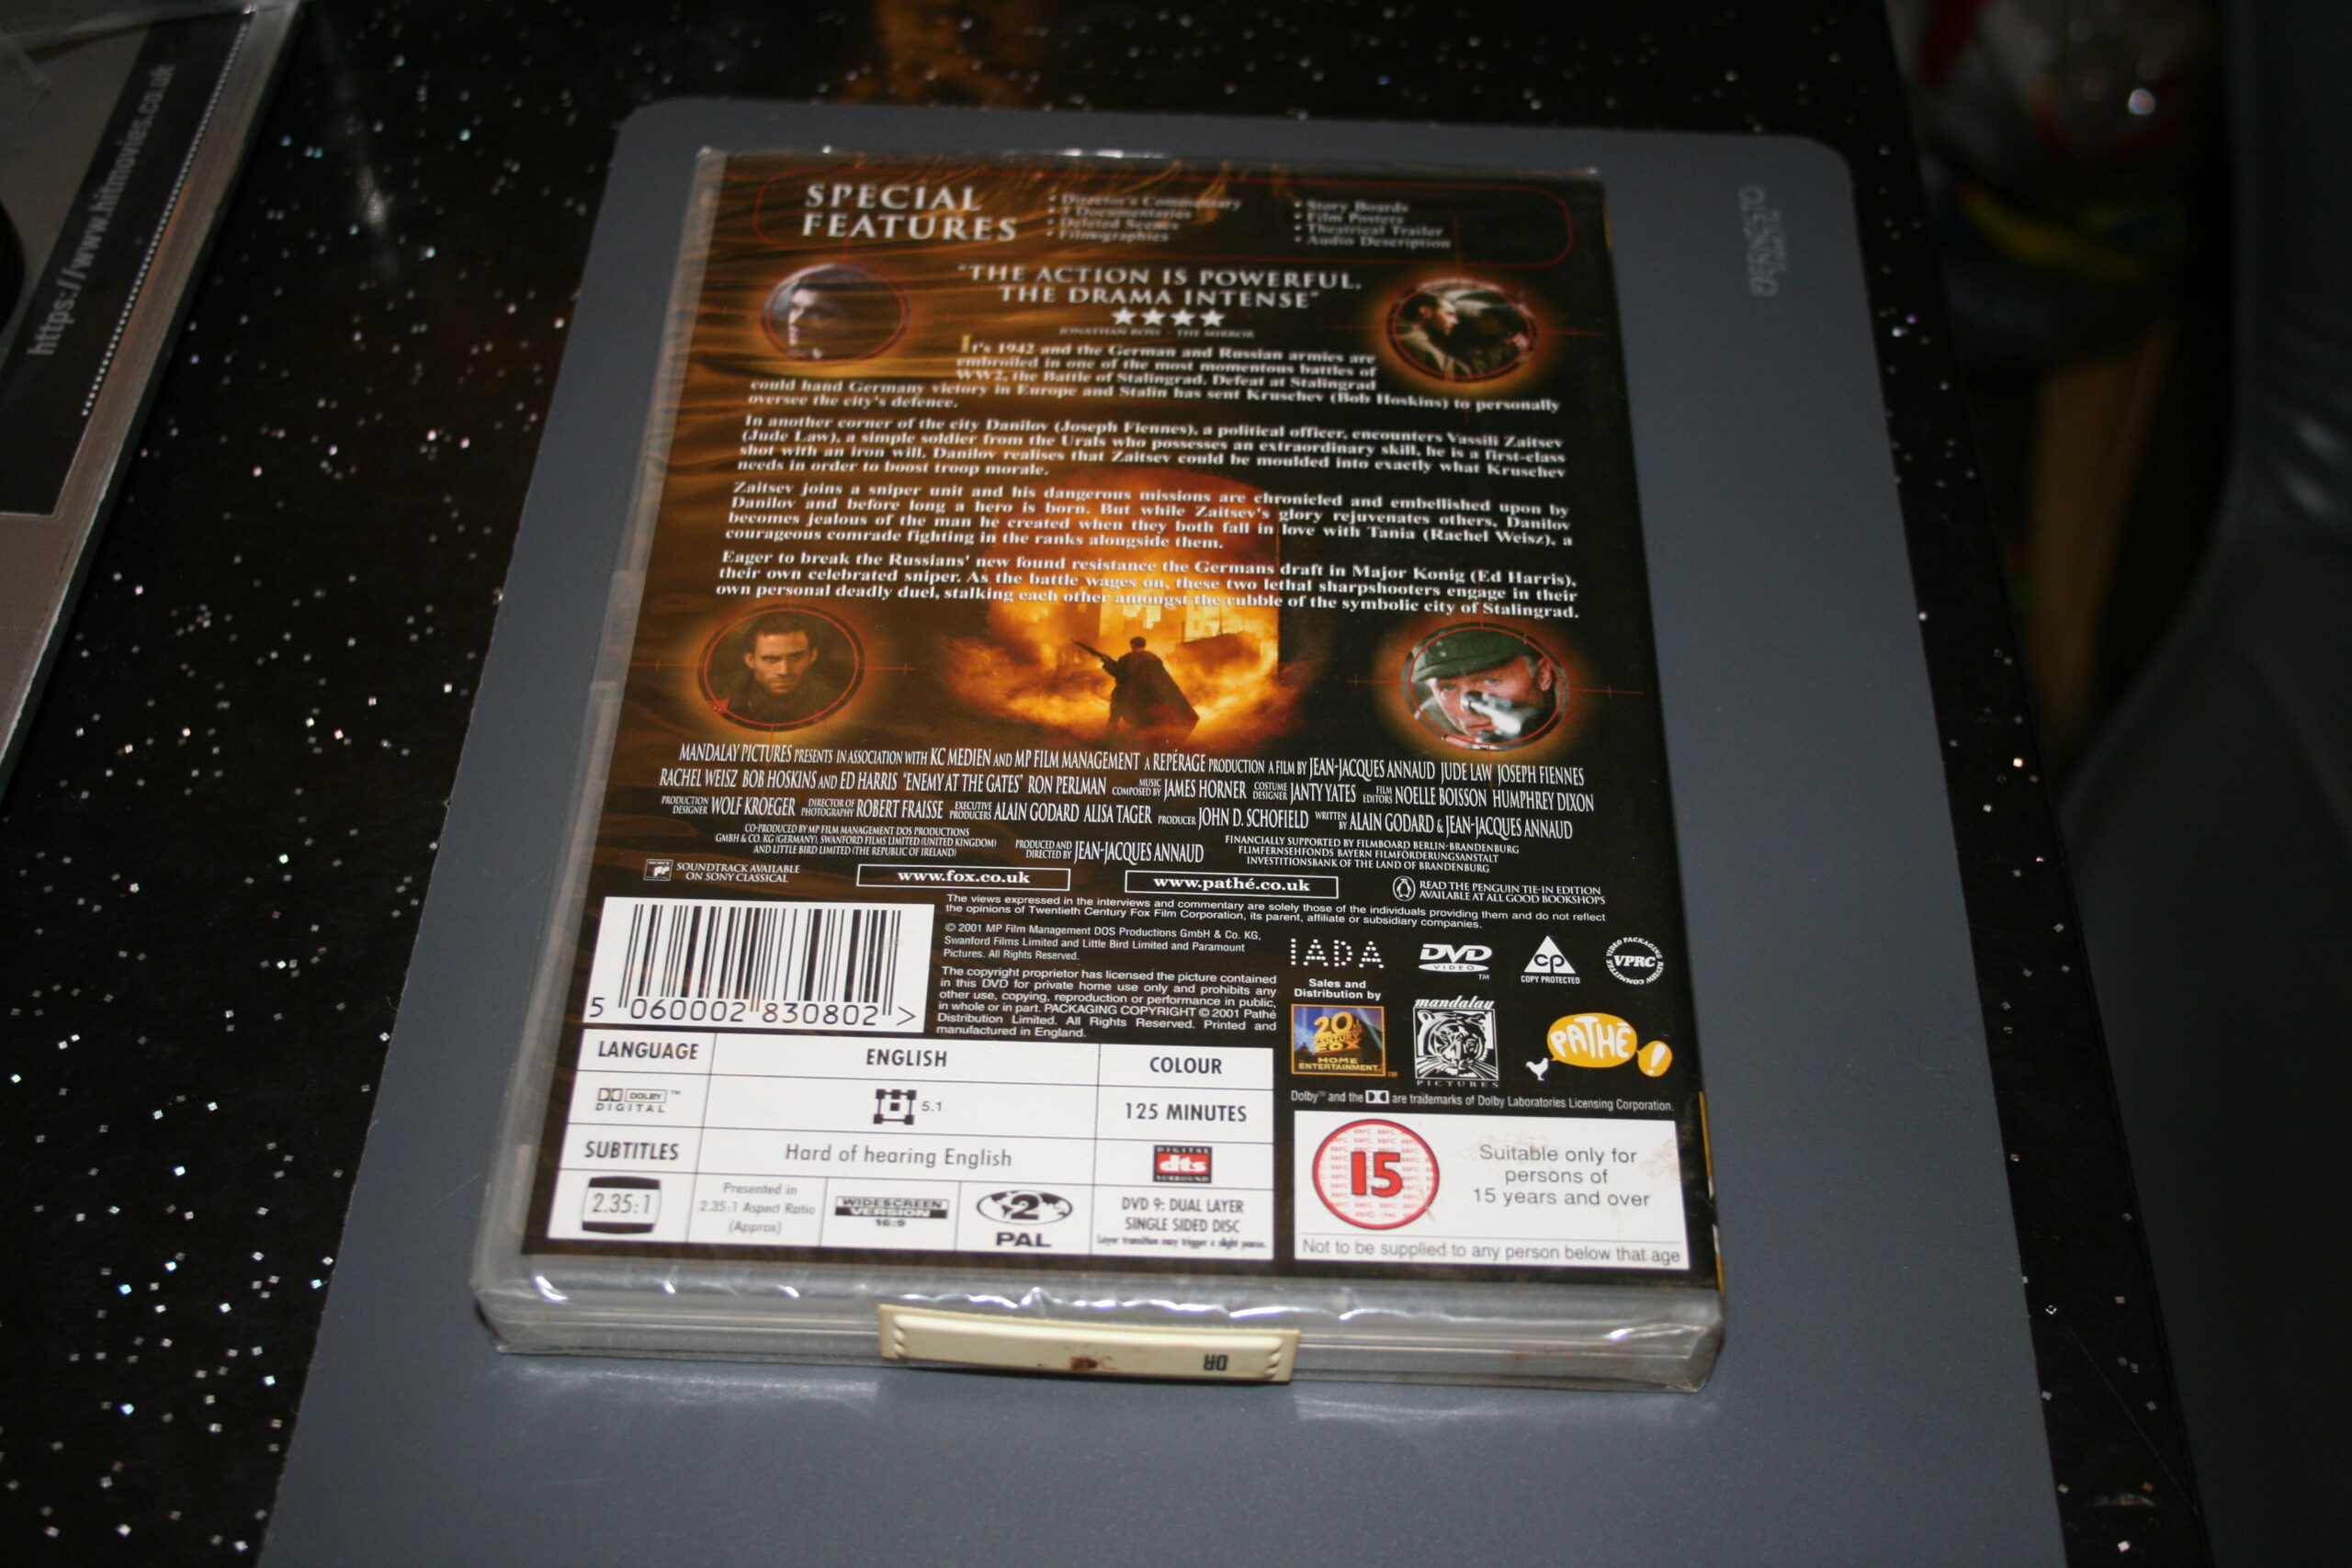 https://www.hitmovies.co.uk
SPECIAL
FEATURES
• Director's Commentary
• Deleted Scenes
• Filmographies
• Story Boards
• Film Posters
• Theatrical Trailer
• Audio Description
"THE ACTION IS POWERFUL,
THE DRAMA INTENSE"
★★★★
JONATHAN ROSS - THE MIRROR
It's 1942 and the German and Russian armies are
embroiled in one of the most momentous battles of
WW2, the Battle of Stalingrad. Defeat at Stalingrad
could hand Germany victory in Europe and Stalin has sent Kruschev (Bob Hoskins) to personally
oversee the city's defence.
In another corner of the city Danilov (Joseph Fiennes), a political officer, encounters Vassili Zaitsev
(Jude Law), a simple soldier from the Urals who possesses an extraordinary skill, he is a first-class
shot with an iron will. Danilov realises that Zaitsev could be moulded into exactly what Kruschev
needs in order to boost troop morale.
Zaitsev joins a sniper unit and his dangerous missions are chronicled and embellished upon by
Danilov and before long a hero is born. But while Zaitsev's glory rejuvenates others, Danilov
becomes jealous of the man he created when they both fall in love with Tania (Rachel Weisz), a
courageous comrade fighting in the ranks alongside them.
Eager to break the Russians' new found resistance the Germans draft in Major Konig (Ed Harris),
their own celebrated sniper. As the battle wages on, these two lethal sharpshooters engage in their
own personal deadly duel, stalking each other amongst the rubble of the symbolic city of Stalingrad.
MANDALAY PICTURES PRESENTS IN ASSOCIATION WITH KC MEDIEN AND MP FILM MANAGEMENT A REPÉRAGE PRODUCTION A FILM BY JEAN-JACQUES ANNAUD JUDE LAW JOSEPH FIENNES
RACHEL WEISZ BOB HOSKINS AND ED HARRIS "ENEMY AT THE GATES" RON PERLMAN MUSIC COMPOSED BY JAMES HORNER COSTUME DESIGNER JANTY YATES FILM EDITORS NOELLE BOISSON HUMPHREY DIXON
PRODUCTION DESIGNER WOLF KROEGER DIRECTOR OF PHOTOGRAPHY ROBERT FRAISSE EXECUTIVE PRODUCERS ALAIN GODARD ALISA TAGER PRODUCER JOHN D. SCHOFIELD WRITTEN BY ALAIN GODARD & JEAN-JACQUES ANNAUD
CO-PRODUCED BY MP FILM MANAGEMENT DOS PRODUCTIONS
GMBH & CO. KG (GERMANY), SWANFORD FILMS LIMITED (UNITED KINGDOM)
AND LITTLE BIRD LIMITED (THE REPUBLIC OF IRELAND)
PRODUCED AND DIRECTED BY JEAN-JACQUES ANNAUD
FINANCIALLY SUPPORTED BY FILMBOARD BERLIN-BRANDENBURG
FILMFERNSEHFONDS BAYERN FILMFORDERUNGSANSTALT
INVESTITIONSBANK OF THE LAND OF BRANDENBURG
SOUNDTRACK AVAILABLE
ON SONY CLASSICAL
www.fox.co.uk
www.pathé.co.uk
READ THE PENGUIN TIE-IN EDITION
AVAILABLE AT ALL GOOD BOOKSHOPS
The views expressed in the interviews and commentary are solely those of the individuals providing them and do not reflect
the opinions of Twentieth Century Fox Film Corporation, its parent, affiliate or subsidiary companies.
© 2001 MP Film Management DOS Productions GmbH & Co. KG,
Swanford Films Limited and Little Bird Limited and Paramount
Pictures. All Rights Reserved.
The copyright proprietor has licensed the picture contained
in this DVD for private home use only and prohibits any
other use, copying, reproduction or performance in public,
in whole or in part. PACKAGING COPYRIGHT © 2001 Pathé
Distribution Limited. All Rights Reserved. Printed and
manufactured in England.
5 060002 830802 >
IADA
DVD
VIDEO
TM
CP
COPY PROTECTED
VPRC
VIDEO PACKAGING REVIEW COMMITTEE
Sales and
Distribution by
20th
CENTURY
FOX
HOME
ENTERTAINMENT
mandalay
PICTURES
PATHÉ!
Dolby™ and the DD are trademarks of Dolby Laboratories Licensing Corporation.
LANGUAGE
ENGLISH
COLOUR
DOLBY ™
DIGITAL
5.1
125 MINUTES
SUBTITLES
Hard of hearing English
DIGITAL
dts
SURROUND
2.35:1
Presented in
2.35:1 Aspect Ratio
(Approx)
WIDESCREEN
VERSION
16:9
2
PAL
DVD 9: DUAL LAYER
SINGLE SIDED DISC
Layer transition may trigger a slight pause.
15
Suitable only for
persons of
15 years and over
Not to be supplied to any person below that age
DR